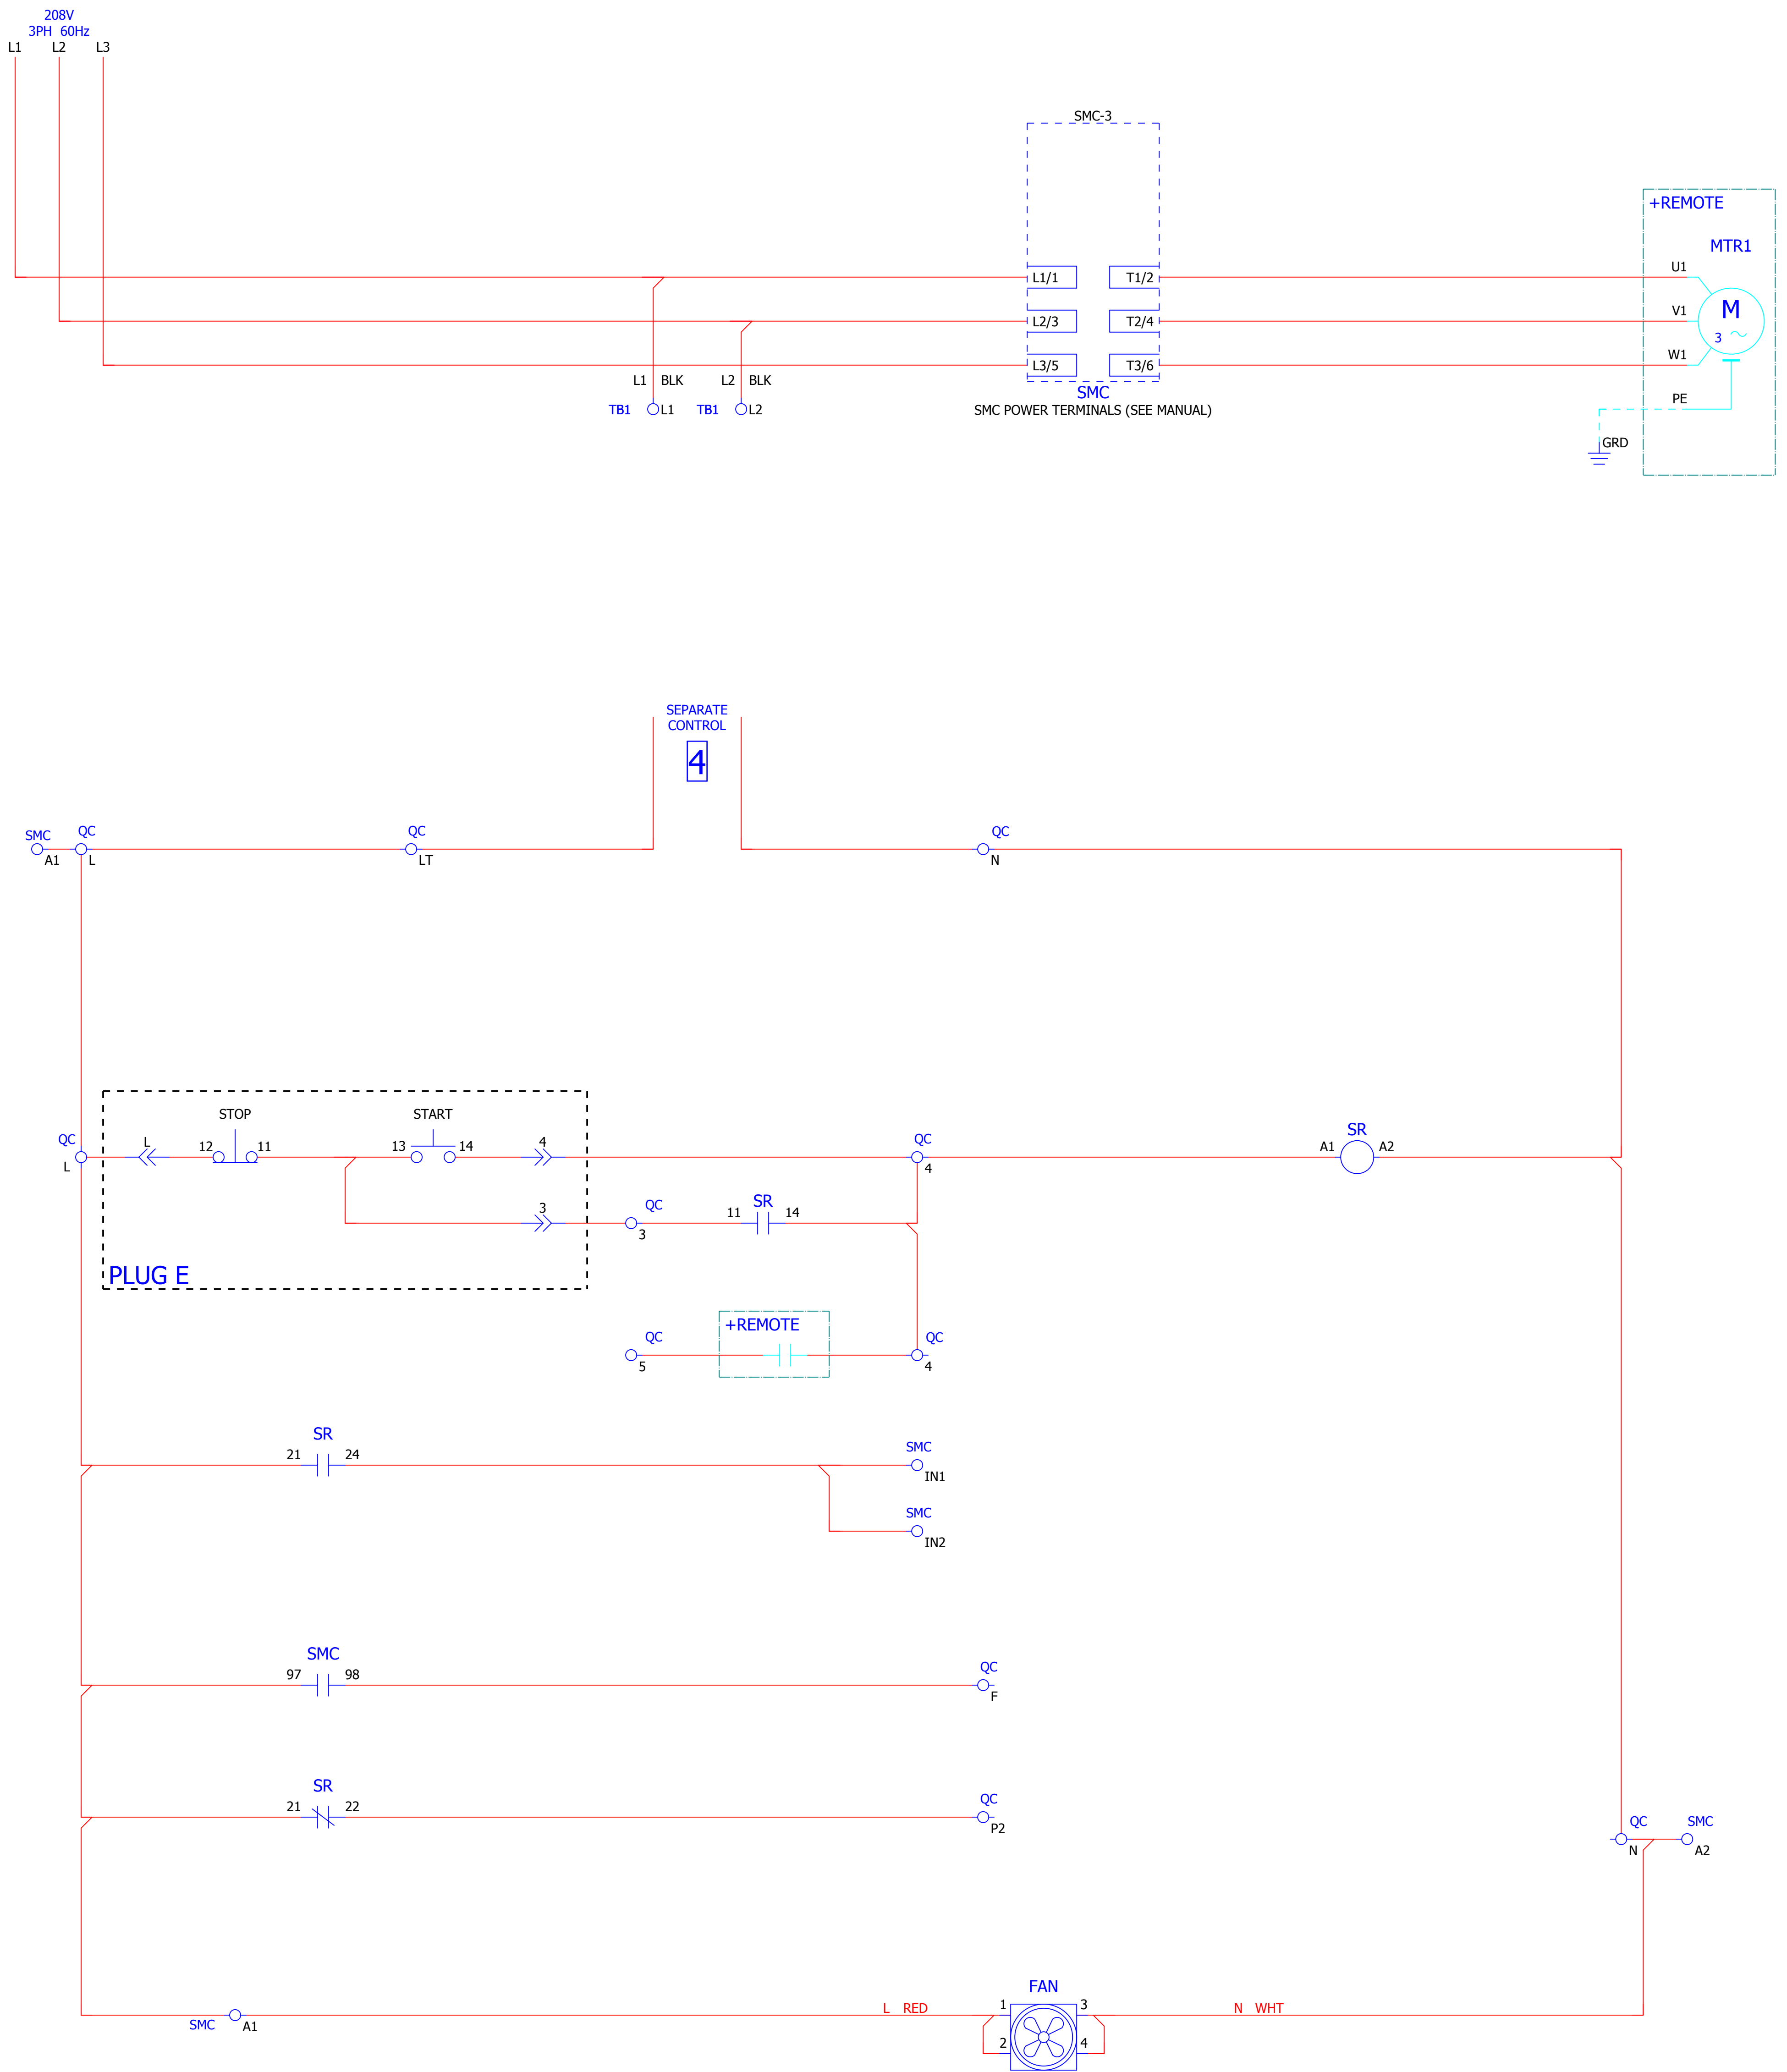 208V
3PH 60Hz
L1 L2 L3
SMC-3
+REMOTE
MTR1
U1
L1/1 T1/2
M
V1
3
L2/3 T2/4
W1
L3/5 T3/6
L1 BLK L2 BLK
SMC
PE
TB1 L1 TB1 L2
SMC POWER TERMINALS (SEE MANUAL)
GRD
SEPARATE
CONTROL
4
SMC QC QC QC
A1 L LT N
STOP START
QC L 12 11 13 14 4 QC SR
A1 A2
L 4
3 QC SR
11 14
3
PLUG E
+REMOTE
QC QC
5 4
SR
21 24 SMC
IN1
SMC
IN2
SMC
97 98 QC
F
SR
21 22 QC
P2
QC SMC
N A2
FAN
L RED 1 3 N WHT
SMC A1
2 4